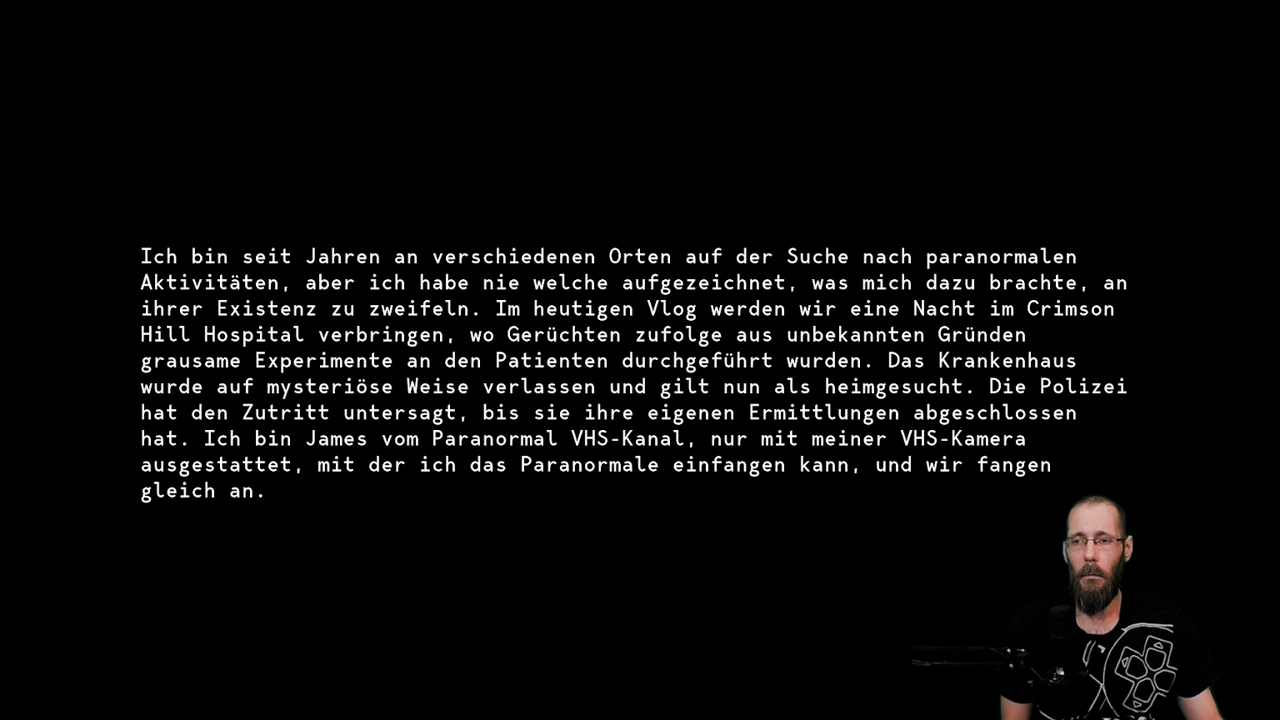 Ich bin seit Jahren an verschiedenen Orten auf der Suche nach paranormalen
Aktivitäten, aber ich habe nie welche aufgezeichnet, was mich dazu brachte, an
ihrer Existenz zu zweifeln. Im heutigen Vlog werden wir eine Nacht im Crimson
Hill Hospital verbringen, wo Gerüchten zufolge aus unbekannten Gründen
grausame Experimente an den Patienten durchgeführt wurden. Das Krankenhaus
wurde auf mysteriöse Weise verlassen und gilt nun als heimgesucht. Die Polizei
hat den Zutritt untersagt, bis sie ihre eigenen Ermittlungen abgeschlossen
hat. Ich bin James vom Paranormal VHS-Kanal, nur mit meiner VHS-Kamera
ausgestattet, mit der ich das Paranormale einfangen kann, und wir fangen
gleich an.